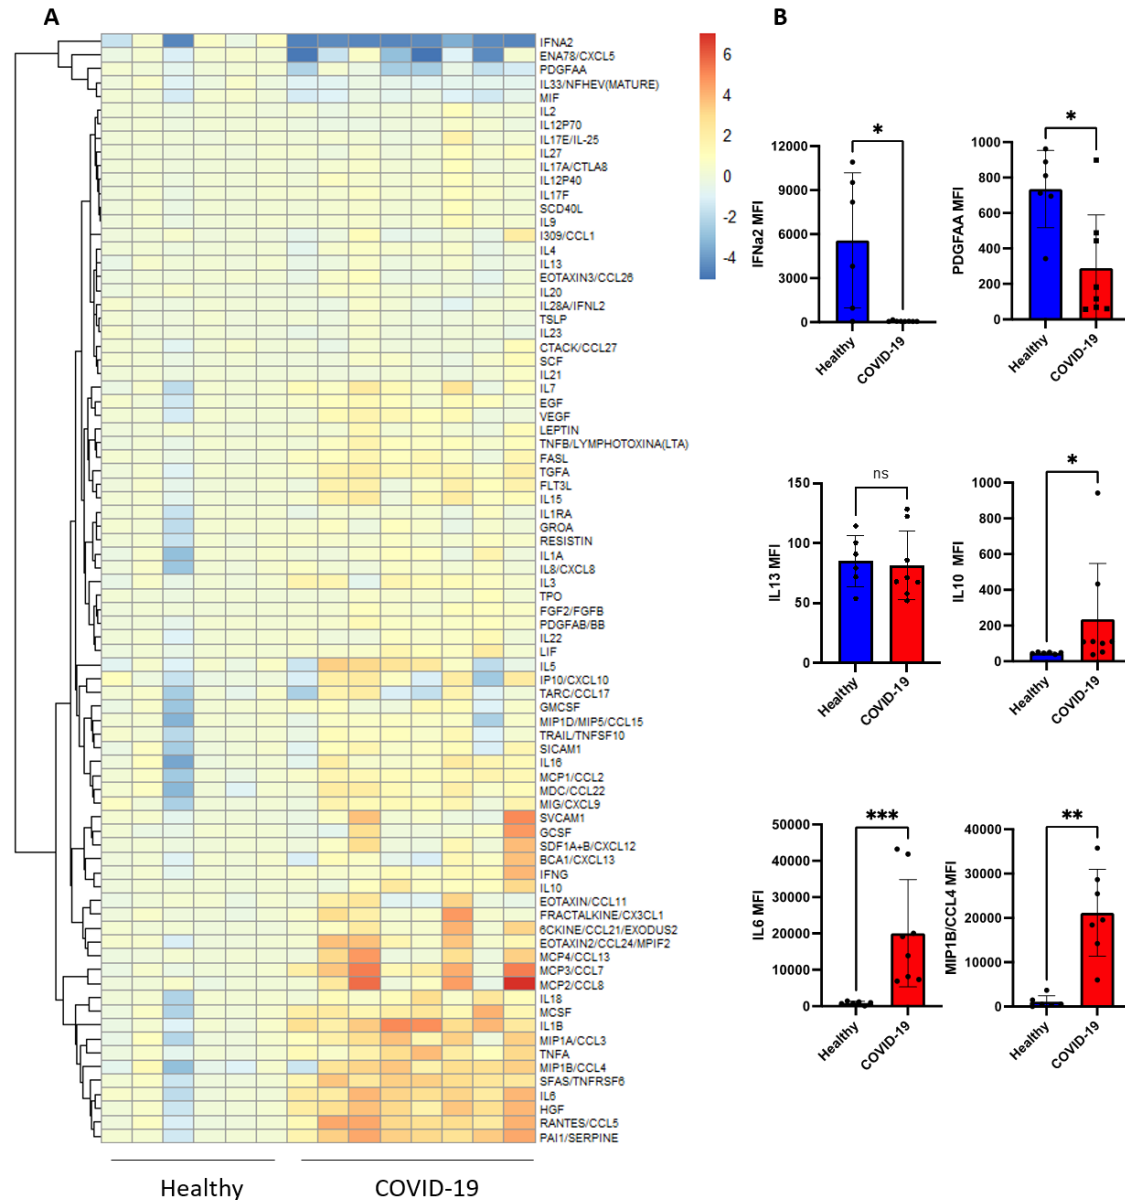 A
B
IFNA2
ENA78/CXCL5
PDGFAA
IL33/NFHEV(MATURE)
MIF
IL2
IL12P70
IL17E/IL-25
IL27
IL17A/CTLA8
IL12P40
IL17F
SCD40L
IL9
I309/CCL1
IL4
IL13
EOTAXIN3/CCL26
IL20
IL28A/IFNL2
TSLP
IL23
CTACK/CCL27
SCF
IL21
IL7
EGF
VEGF
LEPTIN
TNFB/LYMPHOTOXINA(LTA)
FASL
TGFA
FLT3L
IL15
IL1RA
GROA
RESISTIN
IL1A
IL8/CXCL8
IL3
TPO
FGF2/FGFB
PDGFAB/BB
IL22
LIF
IL5
IP10/CXCL10
TARC/CCL17
GMCSF
MIP1D/MIP5/CCL15
TRAIL/TNFSF10
SICAM1
IL16
MCP1/CCL2
MDC/CCL22
MIG/CXCL9
SVCAM1
GCSF
SDF1A+B/CXCL12
BCA1/CXCL13
IFNG
IL10
EOTAXIN/CCL11
FRACTALKINE/CX3CL1
6CKINE/CCL21/EXODUS2
EOTAXIN2/CCL24/MPIF2
MCP4/CCL13
MCP3/CCL7
MCP2/CCL8
IL18
MCSF
IL1B
MIP1A/CCL3
TNFA
MIP1B/CCL4
SFAS/TNFRSF6
IL6
HGF
RANTES/CCL5
PAI1/SERPINE
Healthy
COVID-19
6
4
2
0
-2
-4
IFNa2 MFI
12000
9000
6000
3000
0
*
Healthy
COVID-19
PDGFAA MFI
1000
800
600
400
200
0
*
Healthy
COVID-19
IL13 MFI
150
100
50
0
ns
Healthy
COVID-19
IL10 MFI
1000
800
600
400
200
0
*
Healthy
COVID-19
IL6 MFI
50000
40000
30000
20000
10000
0
***
Healthy
COVID-19
MIP1B/CCL4 MFI
40000
30000
20000
10000
0
**
Healthy
COVID-19